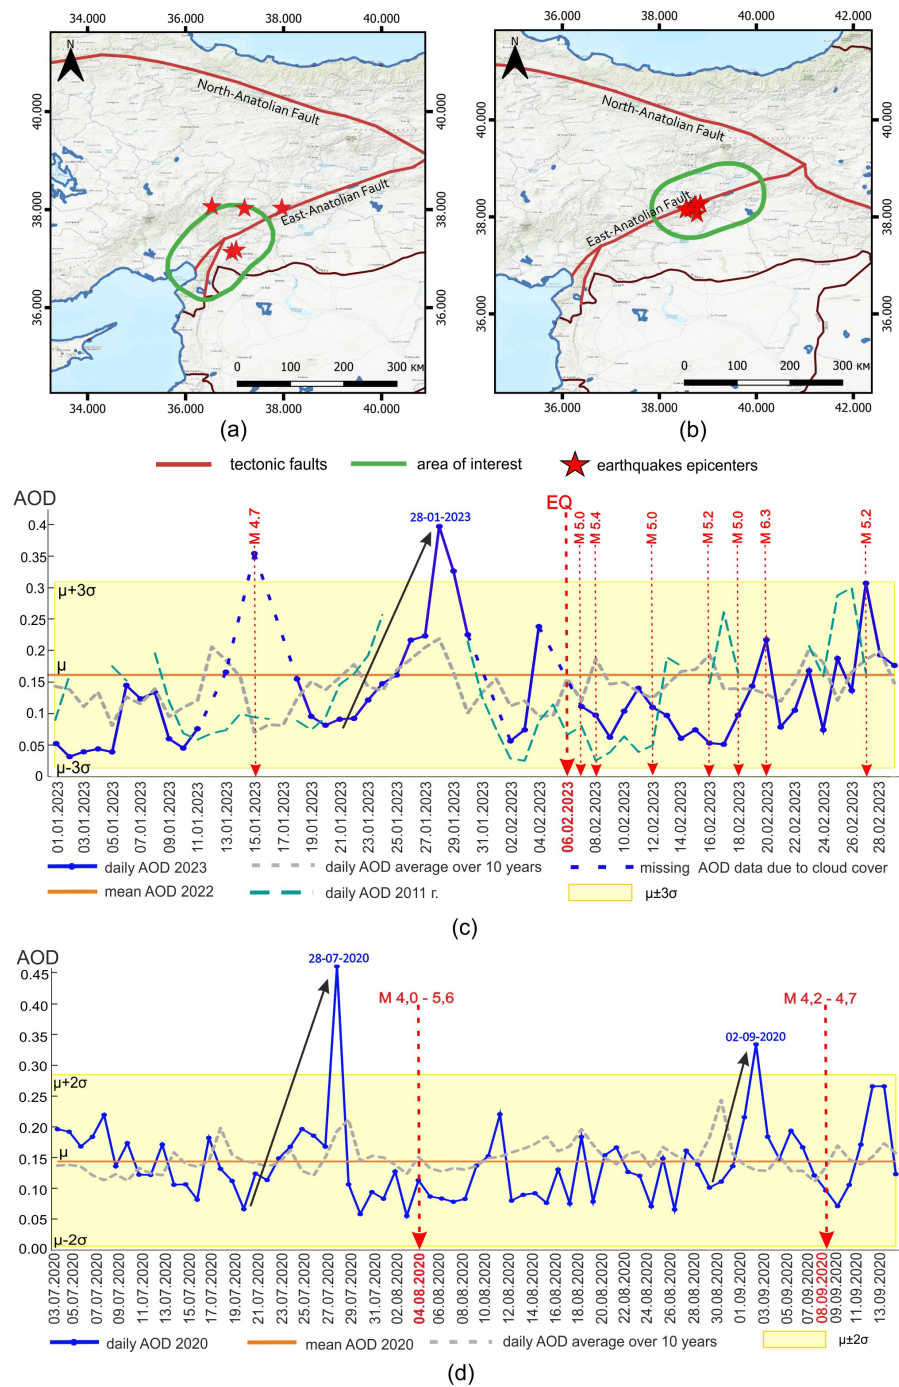 34.000 36.000 38.000 40.000
36.000 38.000 40.000 42.000
N
N
40.000
38.000
36.000
40.000
38.000
36.000
North-Anatolian Fault
East-Anatolian Fault
North-Anatolian Fault
East-Anatolian Fault
0 100 200 300 км
0 100 200 300 км
34.000 36.000 38.000 40.000
36.000 38.000 40.000 42.000
(a)
(b)
tectonic faults area of interest earthquakes epicenters
AOD
28-01-2023
EQ
M 4.7
M 5.0
M 5.4
M 5.0
M 5.2
M 5.0
M 6.3
M 5.2
0.4
0.35
0.3
0.25
0.2
0.15
0.1
0.05
0
μ+3σ
μ
μ-3σ
01.01.2023
03.01.2023
05.01.2023
07.01.2023
09.01.2023
11.01.2023
13.01.2023
15.01.2023
17.01.2023
19.01.2023
21.01.2023
23.01.2023
25.01.2023
27.01.2023
29.01.2023
31.01.2023
02.02.2023
04.02.2023
06.02.2023
08.02.2023
10.02.2023
12.02.2023
14.02.2023
16.02.2023
18.02.2023
20.02.2023
22.02.2023
24.02.2023
26.02.2023
28.02.2023
daily AOD 2023 daily AOD average over 10 years missing AOD data due to cloud cover
mean AOD 2022 daily AOD 2011 г. μ±3σ
(c)
AOD
28-07-2020
M 4,0 - 5,6
M 4,2 - 4,7
02-09-2020
0.45
0.40
0.35
0.30
0.25
0.20
0.15
0.10
0.05
0.00
μ+2σ
μ
μ-2σ
03.07.2020
05.07.2020
07.07.2020
09.07.2020
11.07.2020
13.07.2020
15.07.2020
17.07.2020
19.07.2020
21.07.2020
23.07.2020
25.07.2020
27.07.2020
29.07.2020
31.07.2020
02.08.2020
04.08.2020
06.08.2020
08.08.2020
10.08.2020
12.08.2020
14.08.2020
16.08.2020
18.08.2020
20.08.2020
22.08.2020
24.08.2020
26.08.2020
28.08.2020
30.08.2020
01.09.2020
03.09.2020
05.09.2020
07.09.2020
08.09.2020
09.09.2020
11.09.2020
13.09.2020
daily AOD 2020 mean AOD 2020 daily AOD average over 10 years μ±2σ
(d)